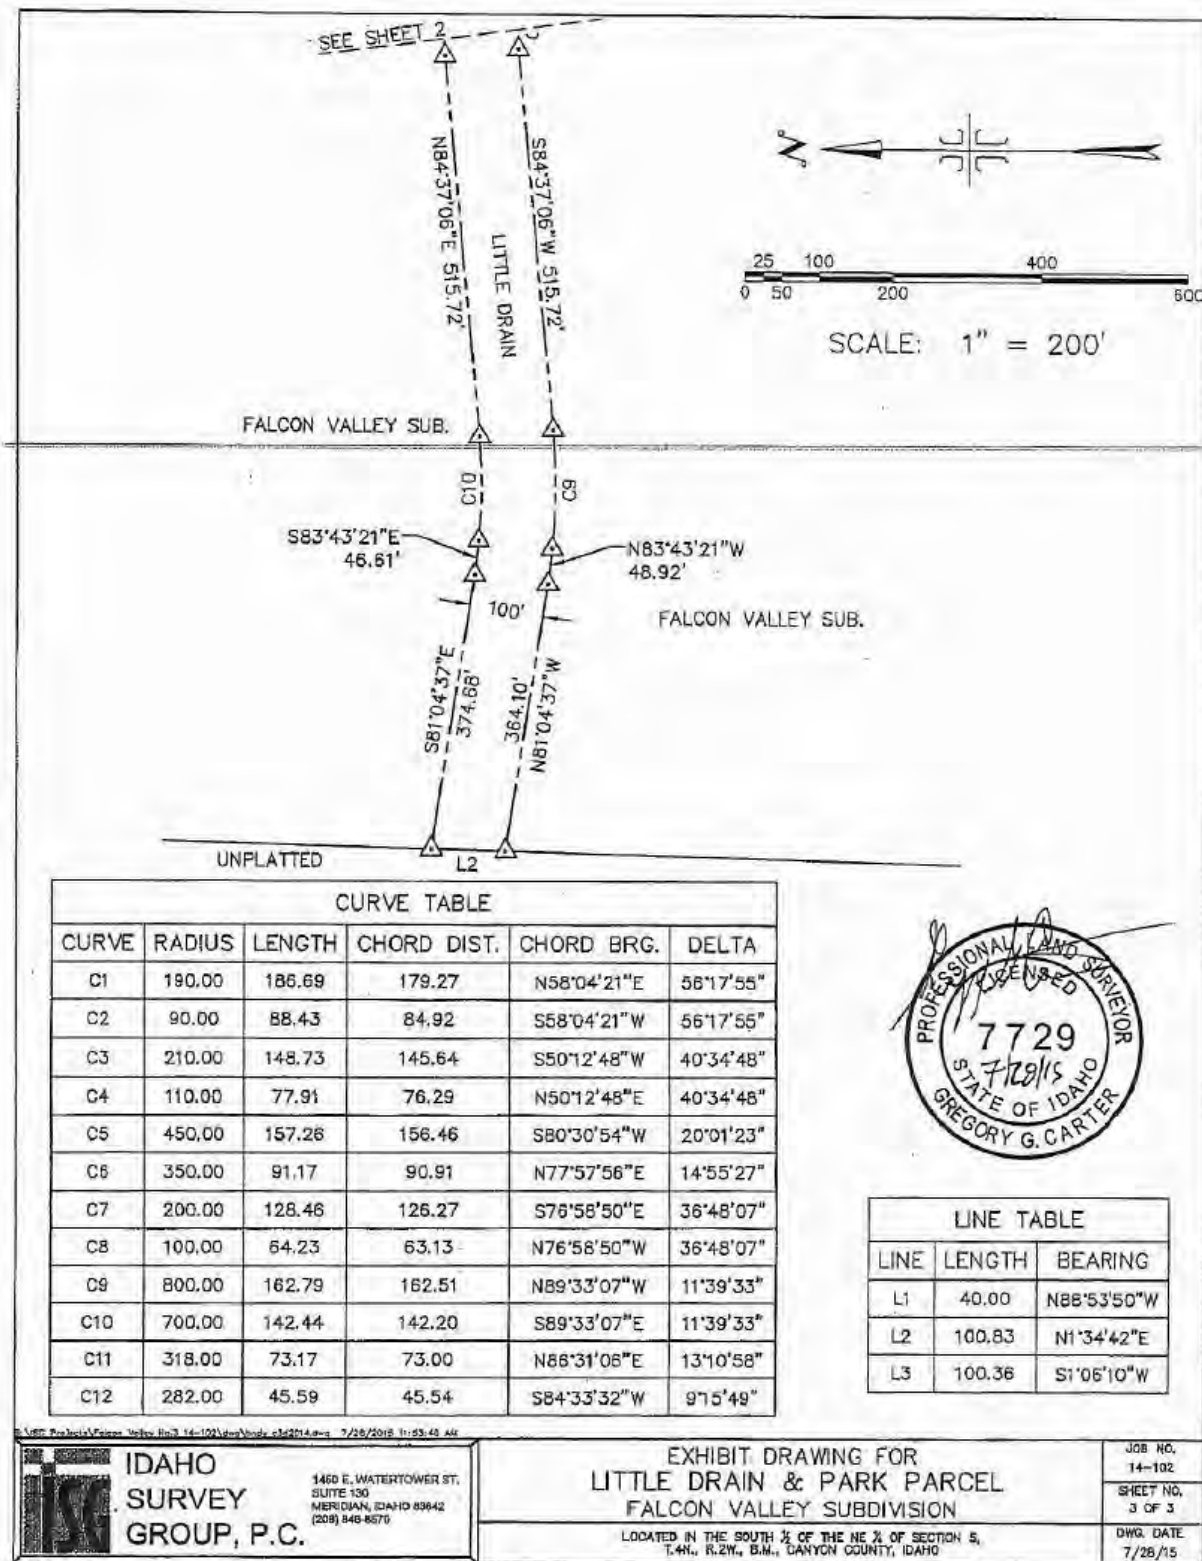 SEE SHEET 2
N84°37'06"E 515.72'
S84°37'06"W 515.72'
LITTLE DRAIN
N
25 100 400
0 50 200 600
SCALE: 1" = 200'
FALCON VALLEY SUB.
C10
C9
S83°43'21"E
46.61'
N83°43'21"W
48.92'
100'
FALCON VALLEY SUB.
S81°04'37"E
374.68'
364.10'
N81°04'37"W
UNPLATTED
L2
CURVE TABLE
CURVE RADIUS LENGTH CHORD DIST. CHORD BRG. DELTA
C1 190.00 186.69 179.27 N58°04'21"E 56°17'55"
C2 90.00 88.43 84.92 S58°04'21"W 56°17'55"
C3 210.00 148.73 145.64 S50°12'48"W 40°34'48"
C4 110.00 77.91 76.29 N50°12'48"E 40°34'48"
C5 450.00 157.26 156.46 S80°30'54"W 20°01'23"
C6 350.00 91.17 90.91 N77°57'56"E 14°55'27"
C7 200.00 128.46 126.27 S76°58'50"E 36°48'07"
C8 100.00 64.23 63.13 N76°58'50"W 36°48'07"
C9 800.00 162.79 162.51 N89°33'07"W 11°39'33"
C10 700.00 142.44 142.20 S89°33'07"E 11°39'33"
C11 318.00 73.17 73.00 N86°31'06"E 13°10'58"
C12 282.00 45.59 45.54 S84°33'32"W 9°15'49"
PROFESSIONAL LAND SURVEYOR
LICENSED
7729
7/28/15
STATE OF IDAHO
GREGORY G. CARTER
LINE TABLE
LINE LENGTH BEARING
L1 40.00 N88°53'50"W
L2 100.83 N1°34'42"E
L3 100.36 S1°06'10"W
7/28/2015 11:53:48 AM
IDAHO
SURVEY
GROUP, P.C.
1450 E. WATERTOWER ST.
SUITE 130
MERIDIAN, IDAHO 83642
(208) 846-8570
EXHIBIT DRAWING FOR
LITTLE DRAIN & PARK PARCEL
FALCON VALLEY SUBDIVISION
LOCATED IN THE SOUTH ½ OF THE NE ¼ OF SECTION 5,
T.4N., R.2W., B.M., CANYON COUNTY, IDAHO
JOB NO.
14-102
SHEET NO.
3 OF 3
DWG. DATE
7/28/15